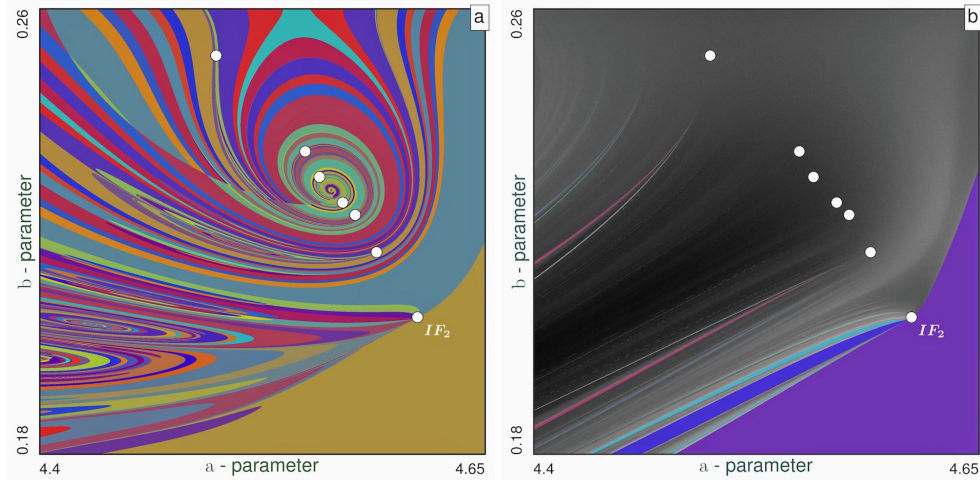 0.26
a
b - parameter
IF2
0.18
4.4
a - parameter
4.65
0.26
b
b - parameter
IF2
0.18
4.4
a - parameter
4.65